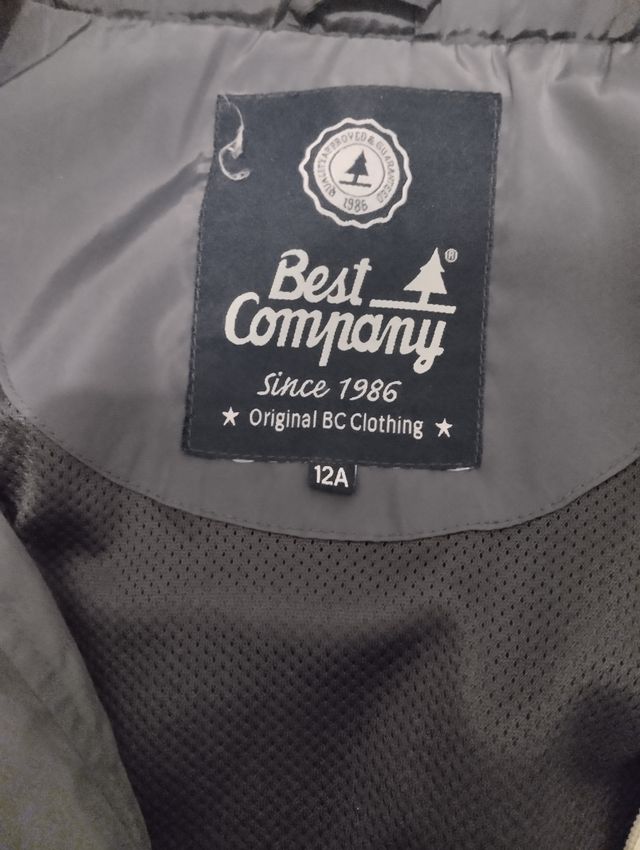 QUALITY APPROVED & GUARANTEED
1986
Best
Company®
Since 1986
★ Original BC Clothing ★
12A